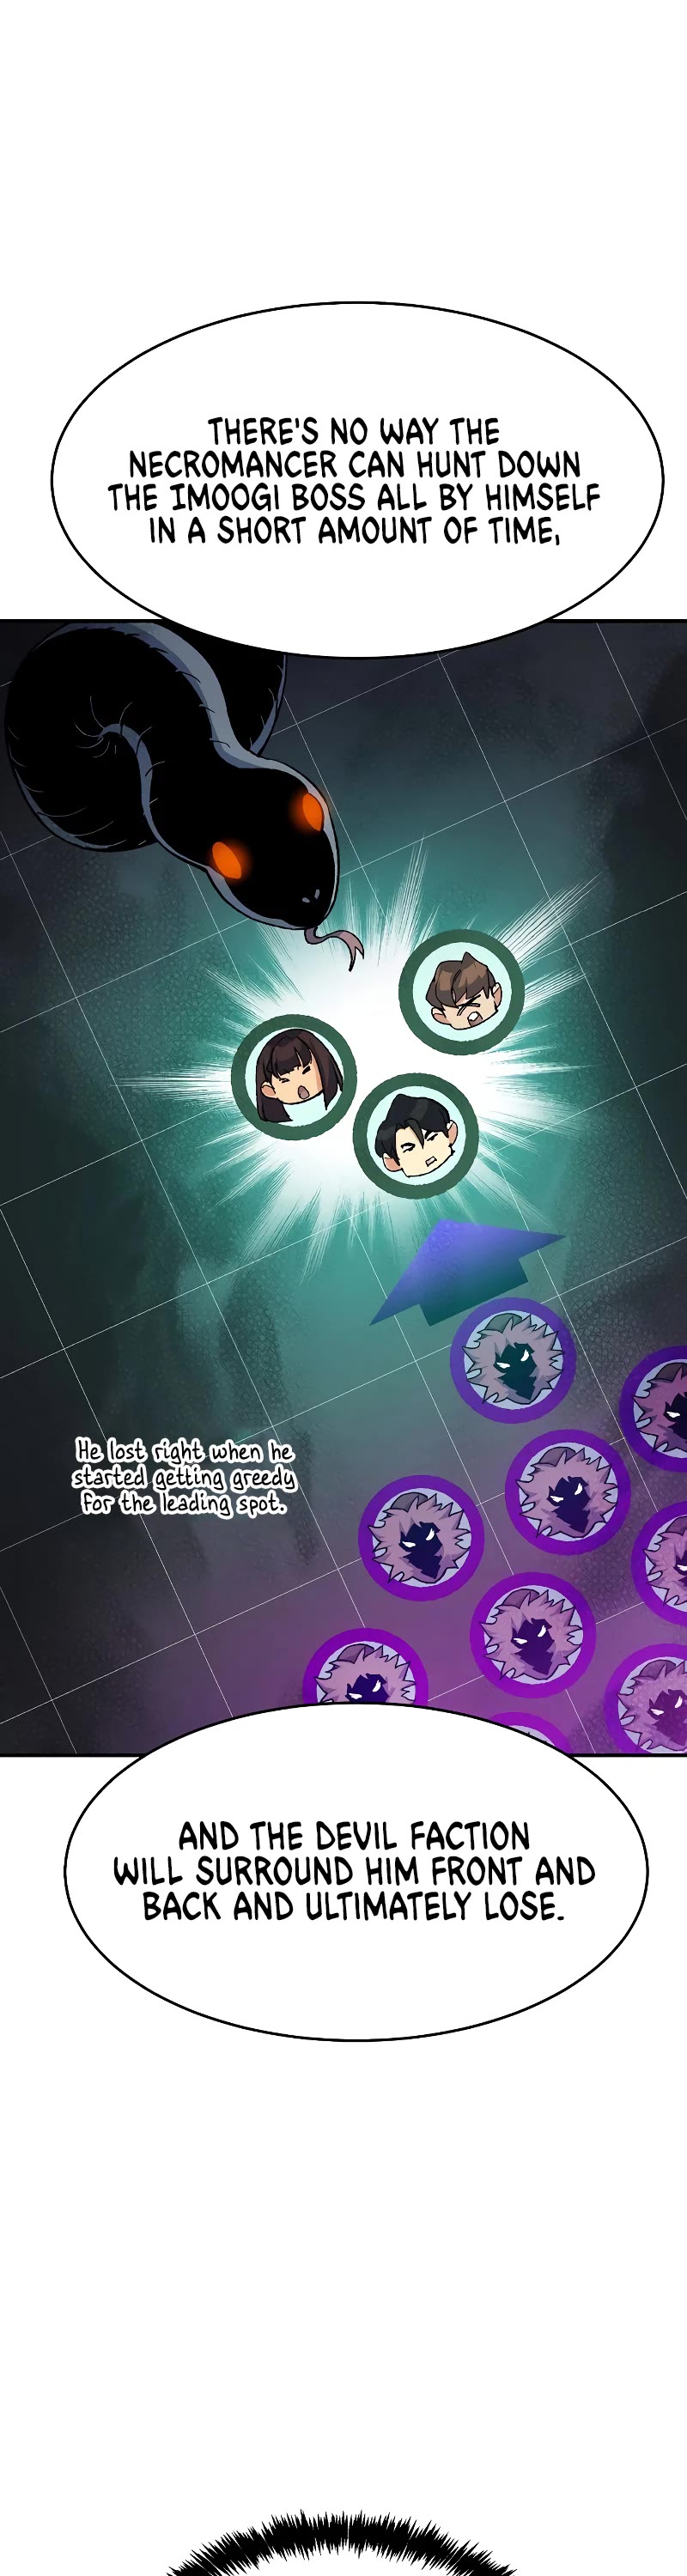 THERE'S NO WAY THE
NECROMANCER CAN HUNT DOWN
THE IMOOGI BOSS ALL BY HIMSELF
IN A SHORT AMOUNT OF TIME,
He lost right when he
started getting greedy
for the leading spot.
AND THE DEVIL FACTION
WILL SURROUND HIM FRONT AND
BACK AND ULTIMATELY LOSE.